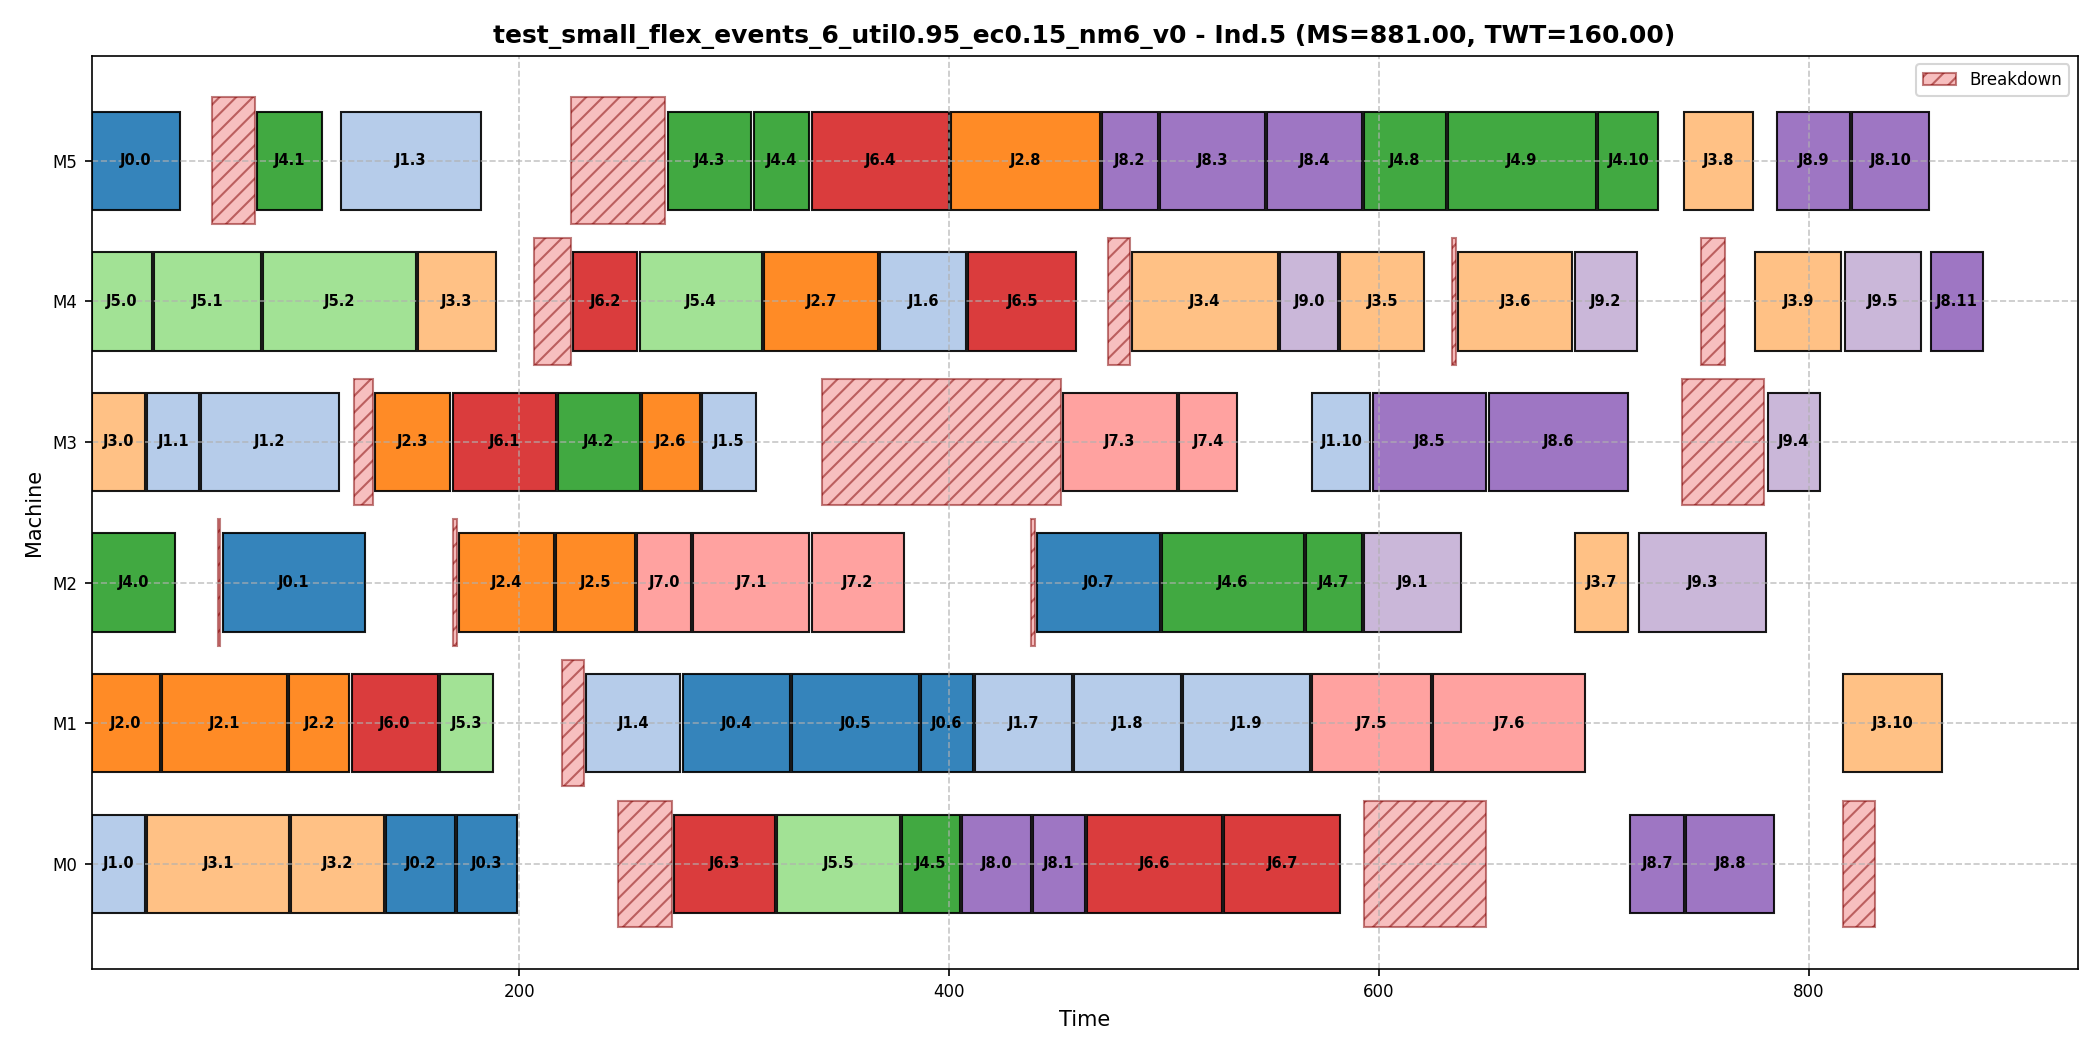 test_small_flex_events_6_util0.95_ec0.15_nm6_v0 - Ind.5 (MS=881.00, TWT=160.00)
Breakdown
M5
J0.0 J4.1 J1.3 J4.3 J4.4 J6.4 J2.8 J8.2 J8.3 J8.4 J4.8 J4.9 J4.10 J3.8 J8.9 J8.10
M4
J5.0 J5.1 J5.2 J3.3 J6.2 J5.4 J2.7 J1.6 J6.5 J3.4 J9.0 J3.5 J3.6 J9.2 J3.9 J9.5 J8.11
M3
J3.0 J1.1 J1.2 J2.3 J6.1 J4.2 J2.6 J1.5 J7.3 J7.4 J1.10 J8.5 J8.6 J9.4
M2
J4.0 J0.1 J2.4 J2.5 J7.0 J7.1 J7.2 J0.7 J4.6 J4.7 J9.1 J3.7 J9.3
M1
J2.0 J2.1 J2.2 J6.0 J5.3 J1.4 J0.4 J0.5 J0.6 J1.7 J1.8 J1.9 J7.5 J7.6 J3.10
M0
J1.0 J3.1 J3.2 J0.2 J0.3 J6.3 J5.5 J4.5 J8.0 J8.1 J6.6 J6.7 J8.7 J8.8
Machine
200 400 600 800
Time